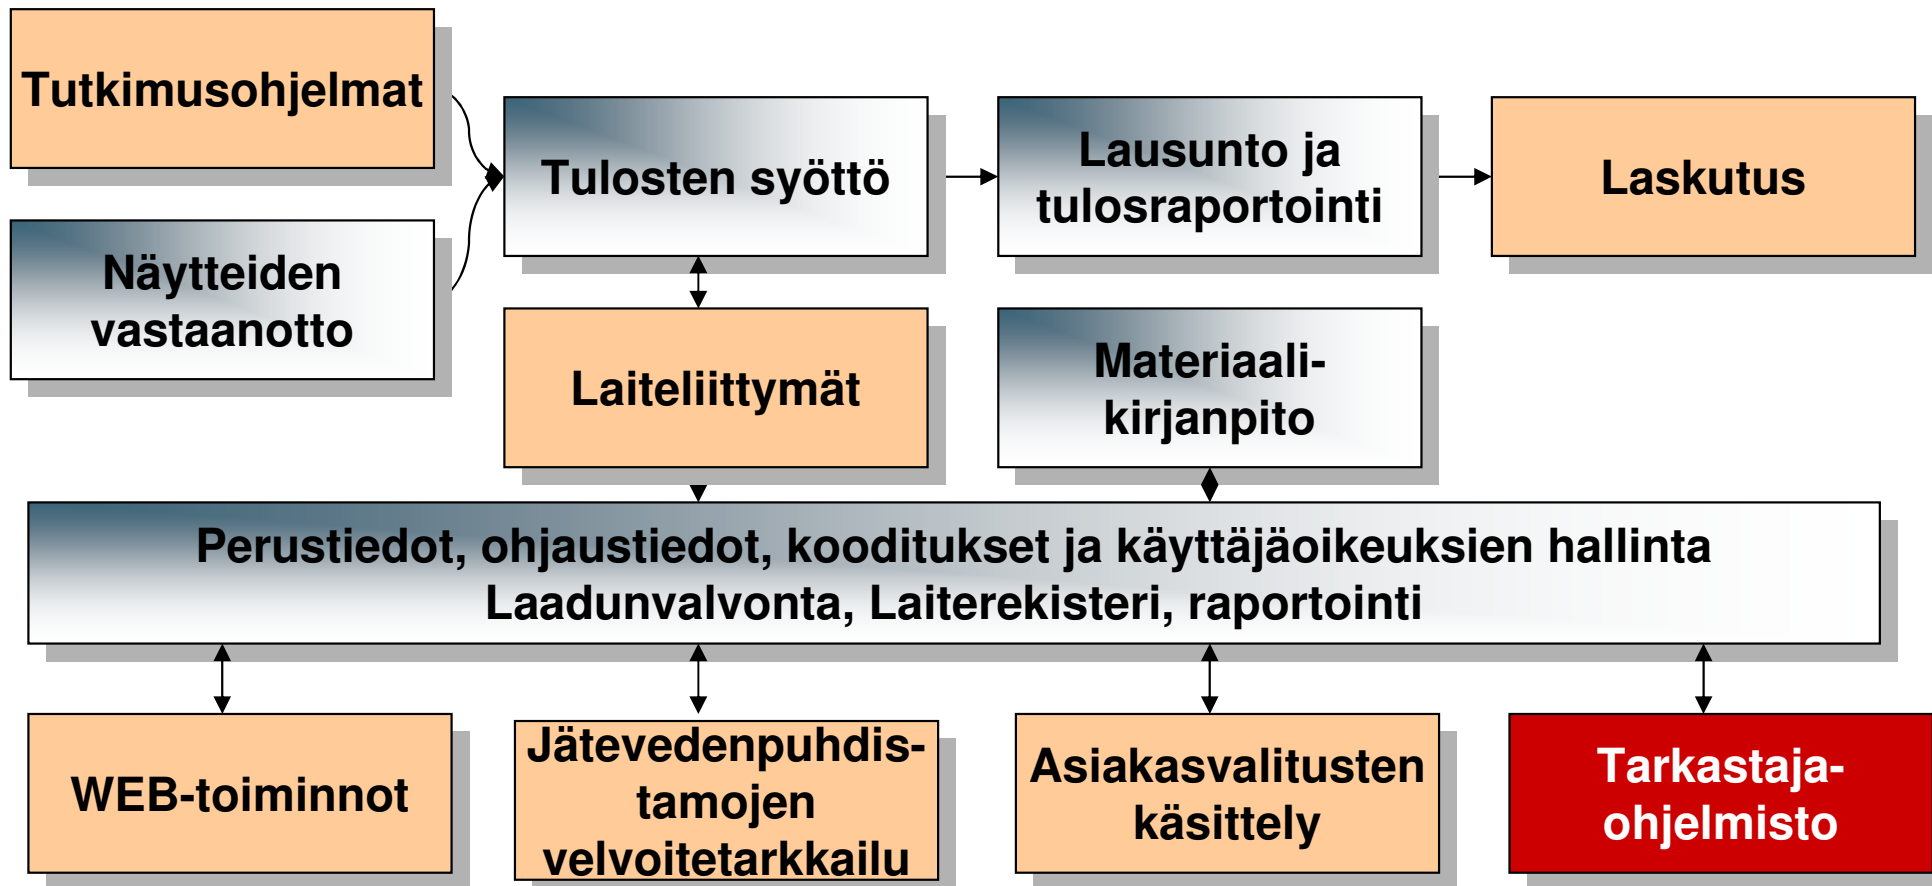 Tutkimusohjelmat
Näytteiden
vastaanotto
Tulosten syöttö
Lausunto ja
tulosraportointi
Laskutus
Laiteliittymät
Materiaali-
kirjanpito
Perustiedot, ohjaustiedot, kooditukset ja käyttäjäoikeuksien hallinta
Laadunvalvonta, Laiterekisteri, raportointi
WEB-toiminnot
Jätevedenpuhdis-
tamojen
velvoitetarkkailu
Asiakasvalitusten
käsittely
Tarkastaja-
ohjelmisto